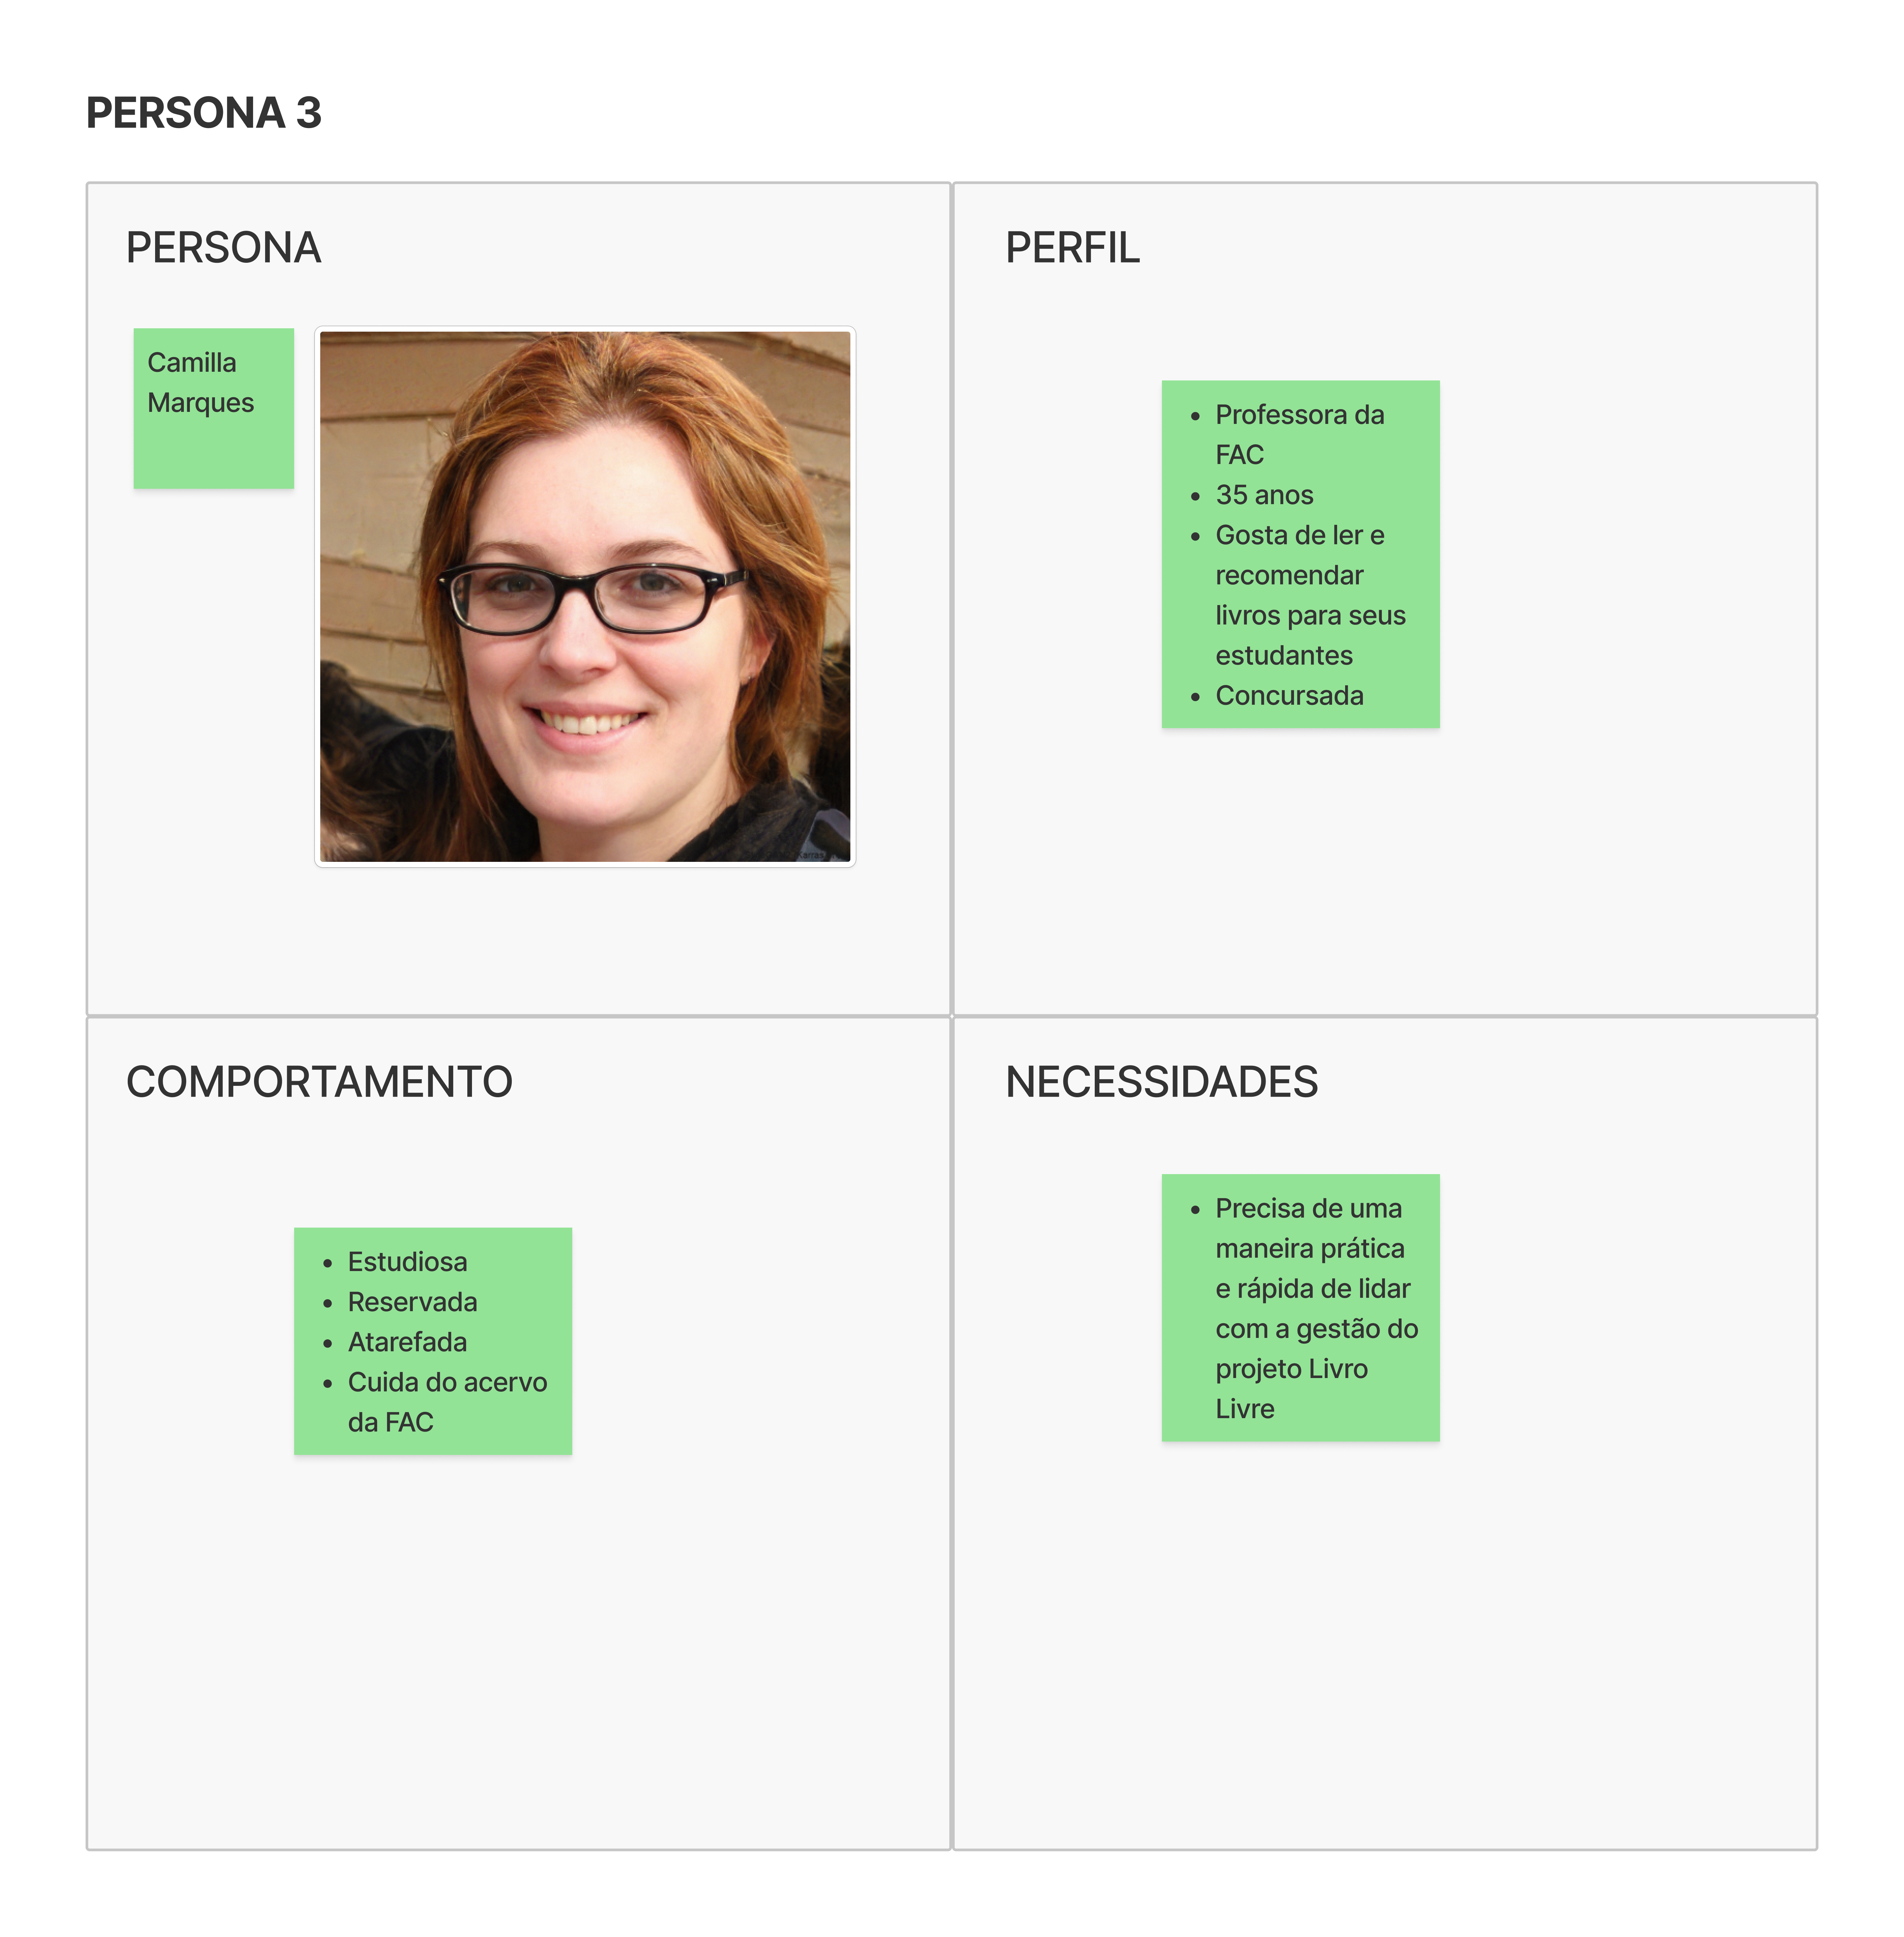 PERSONA 3
PERSONA
Camilla
Marques
PERFIL
• Professora da
FAC
• 35 anos
• Gosta de ler e
recomendar
livros para seus
estudantes
• Concursada
COMPORTAMENTO
• Estudiosa
• Reservada
• Atarefada
• Cuida do acervo
da FAC
NECESSIDADES
• Precisa de uma
maneira prática
e rápida de lidar
com a gestão do
projeto Livro
Livre